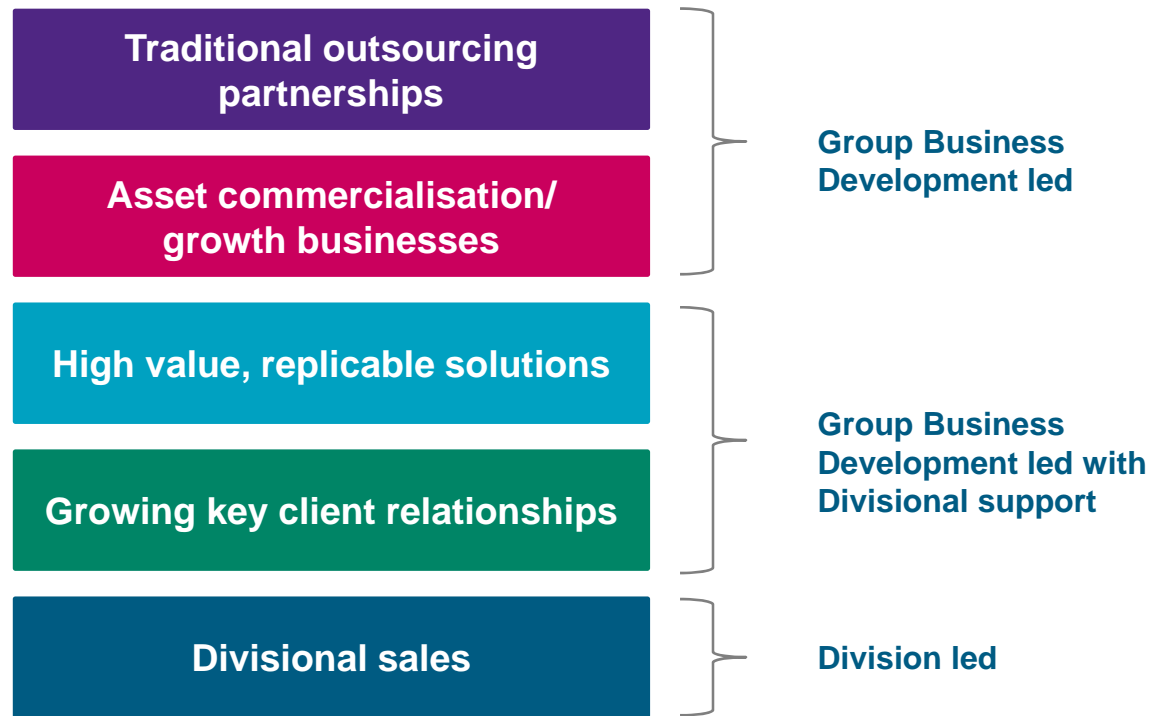 Traditional outsourcing
partnerships
Asset commercialisation/
growth businesses
Group Business
Development led
High value, replicable solutions
Growing key client relationships
Group Business
Development led with
Divisional support
Divisional sales
Division led